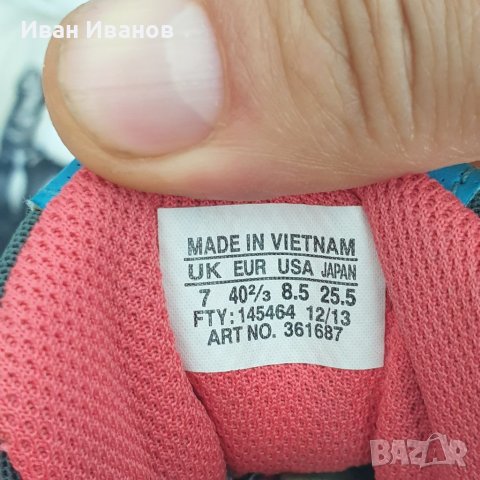 Иван Иванов
MADE IN VIETNAM
UK EUR USA JAPAN
7 40²/₃ 8.5 25.5
FTY: 145464 12/13
ART NO. 361687
BAZAR